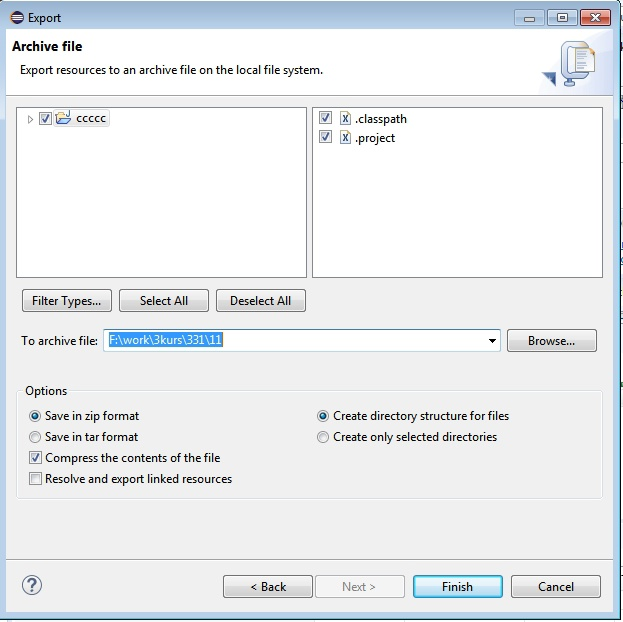 Export
Archive file
Export resources to an archive file on the local file system.
ccccc
.classpath
.project
Filter Types...
Select All
Deselect All
To archive file: F:\work\3kurs\331\11 Browse...
Options
Save in zip format
Create directory structure for files
Save in tar format
Create only selected directories
Compress the contents of the file
Resolve and export linked resources
< Back
Next >
Finish
Cancel